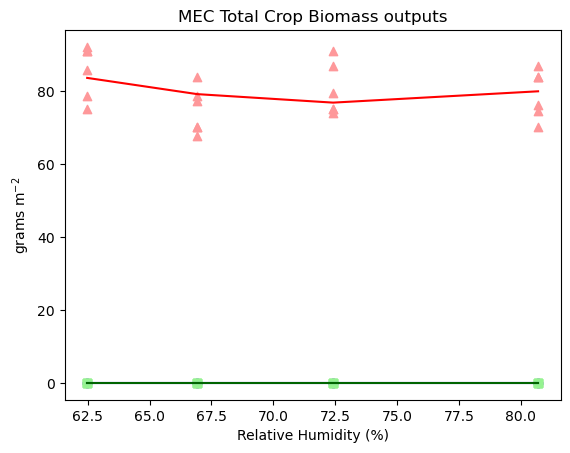 MEC Total Crop Biomass outputs
grams m⁻²
80
60
40
20
0
62.5 65.0 67.5 70.0 72.5 75.0 77.5 80.0
Relative Humidity (%)